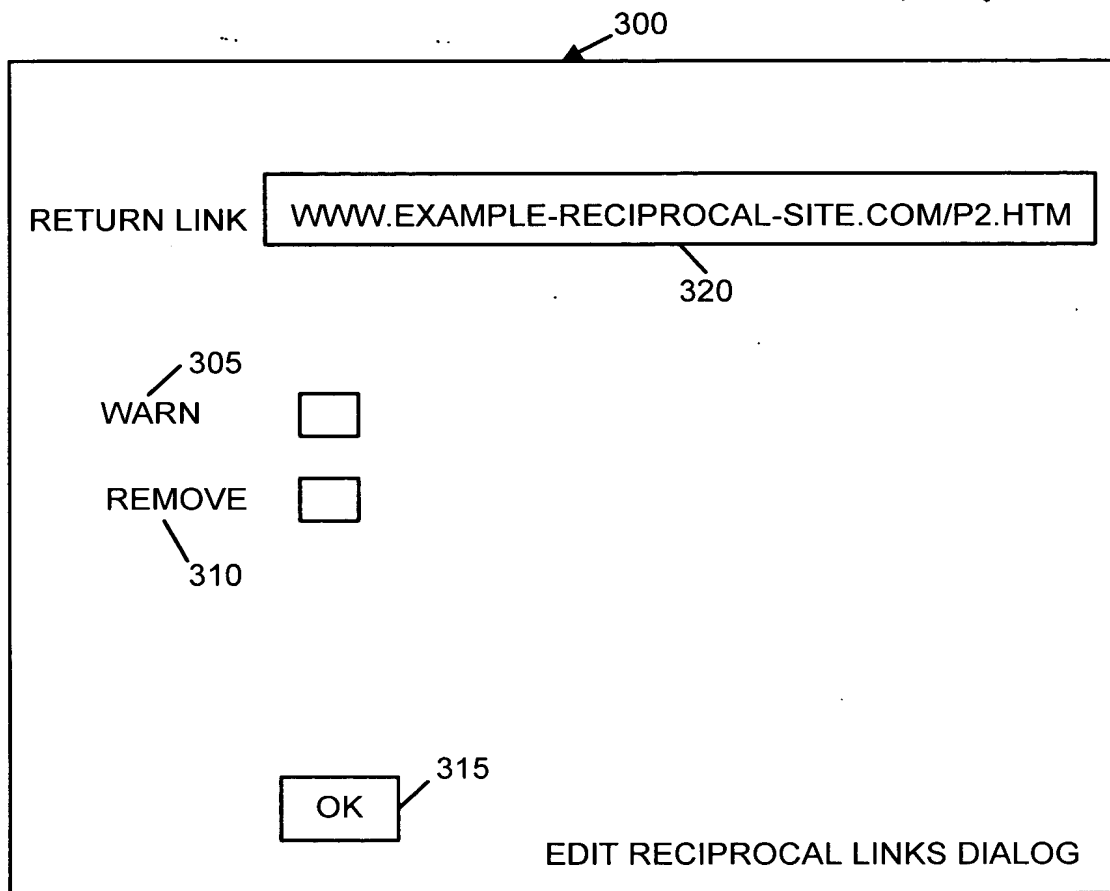 300
RETURN LINK WWW.EXAMPLE-RECIPROCAL-SITE.COM/P2.HTM
320
305
WARN
REMOVE
310
315
OK
EDIT RECIPROCAL LINKS DIALOG